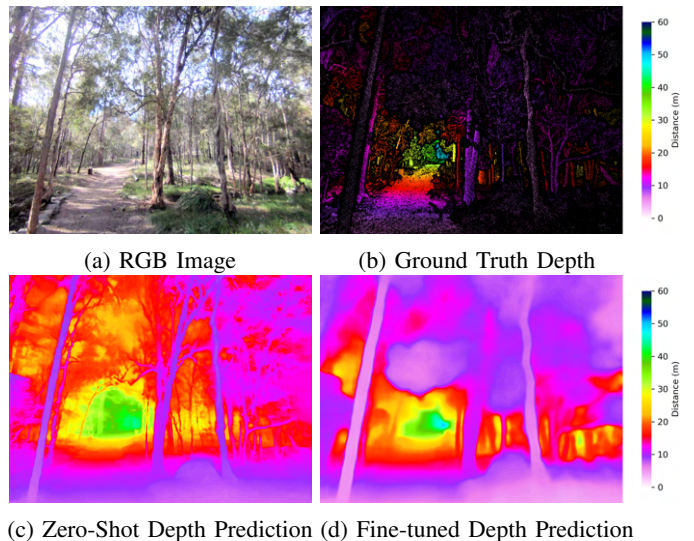 60
50
40
30
20
10
0
Distance (m)
(a) RGB Image
(b) Ground Truth Depth
60
50
40
30
20
10
0
Distance (m)
(c) Zero-Shot Depth Prediction
(d) Fine-tuned Depth Prediction